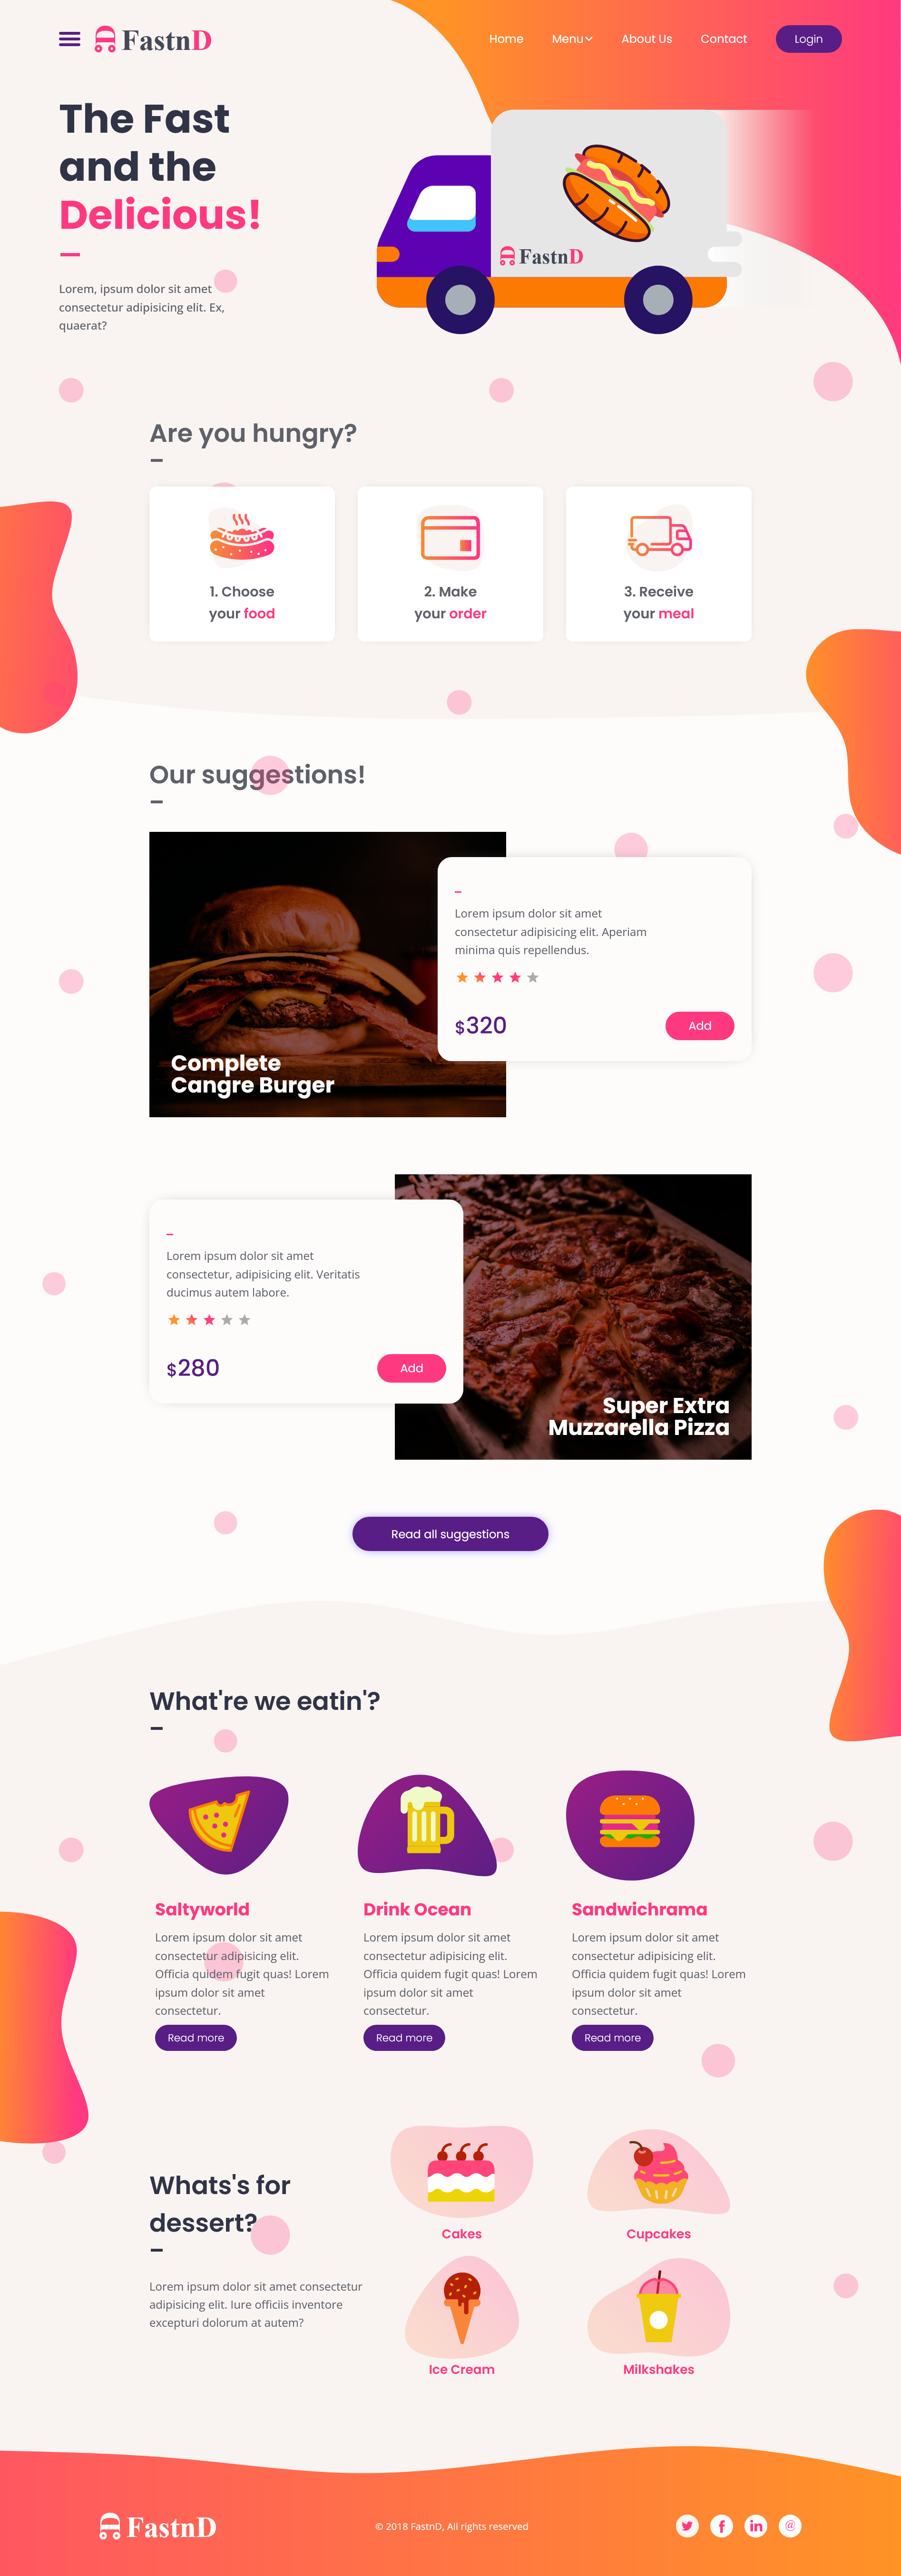 FastnD
Home
Menu
About Us
Contact
Login
The Fast
and the
Delicious!
Lorem, ipsum dolor sit amet
consectetur adipisicing elit. Ex,
quaerat?
FastnD
Are you hungry?
1. Choose
your food
2. Make
your order
3. Receive
your meal
Our suggestions!
Complete
Cangre Burger
Lorem ipsum dolor sit amet
consectetur adipisicing elit. Aperiam
minima quis repellendus.
$320
Add
Lorem ipsum dolor sit amet
consectetur, adipisicing elit. Veritatis
ducimus autem labore.
$280
Add
Super Extra
Muzzarella Pizza
Read all suggestions
What're we eatin'?
Saltyworld
Lorem ipsum dolor sit amet
consectetur adipisicing elit.
Officia quidem fugit quas! Lorem
ipsum dolor sit amet
consectetur.
Read more
Drink Ocean
Lorem ipsum dolor sit amet
consectetur adipisicing elit.
Officia quidem fugit quas! Lorem
ipsum dolor sit amet
consectetur.
Read more
Sandwichrama
Lorem ipsum dolor sit amet
consectetur adipisicing elit.
Officia quidem fugit quas! Lorem
ipsum dolor sit amet
consectetur.
Read more
Whats's for
dessert?
Lorem ipsum dolor sit amet consectetur
adipisicing elit. Iure officiis inventore
excepturi dolorum at autem?
Cakes
Cupcakes
Ice Cream
Milkshakes
FastnD
© 2018 FastnD, All rights reserved